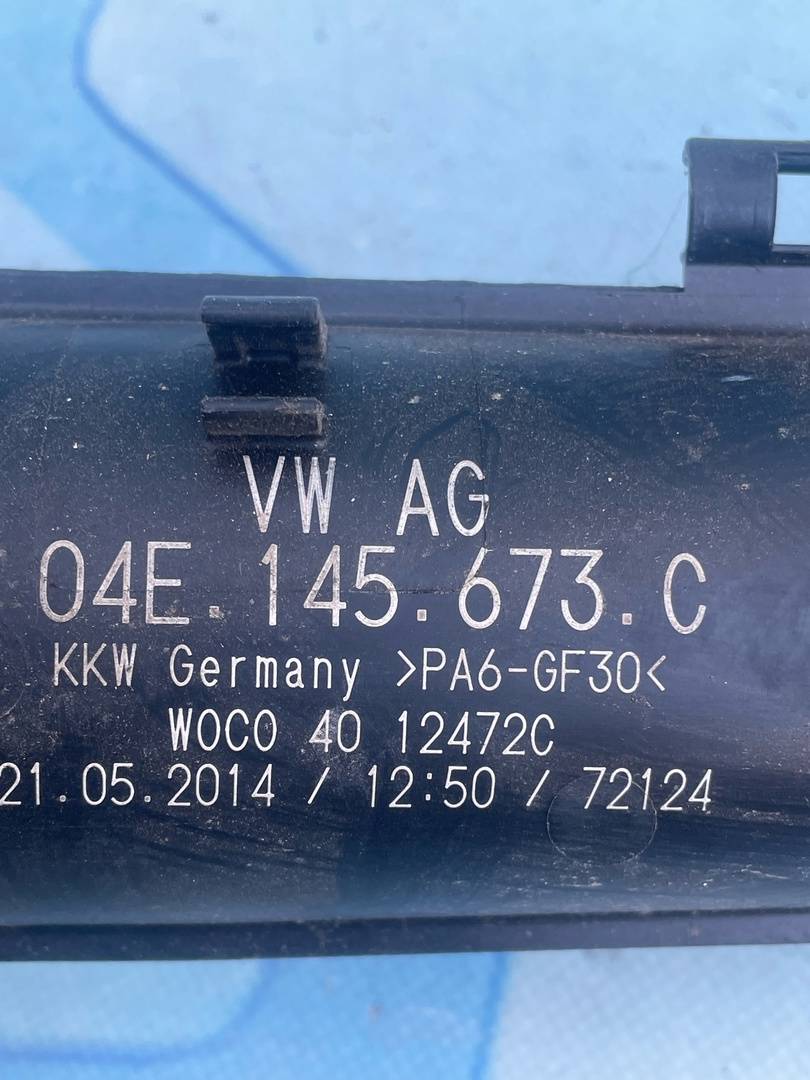 VW AG
04E.145.673.C
KKW Germany >PA6-GF30<
WOCO 40 12472C
21.05.2014 / 12:50 / 72124